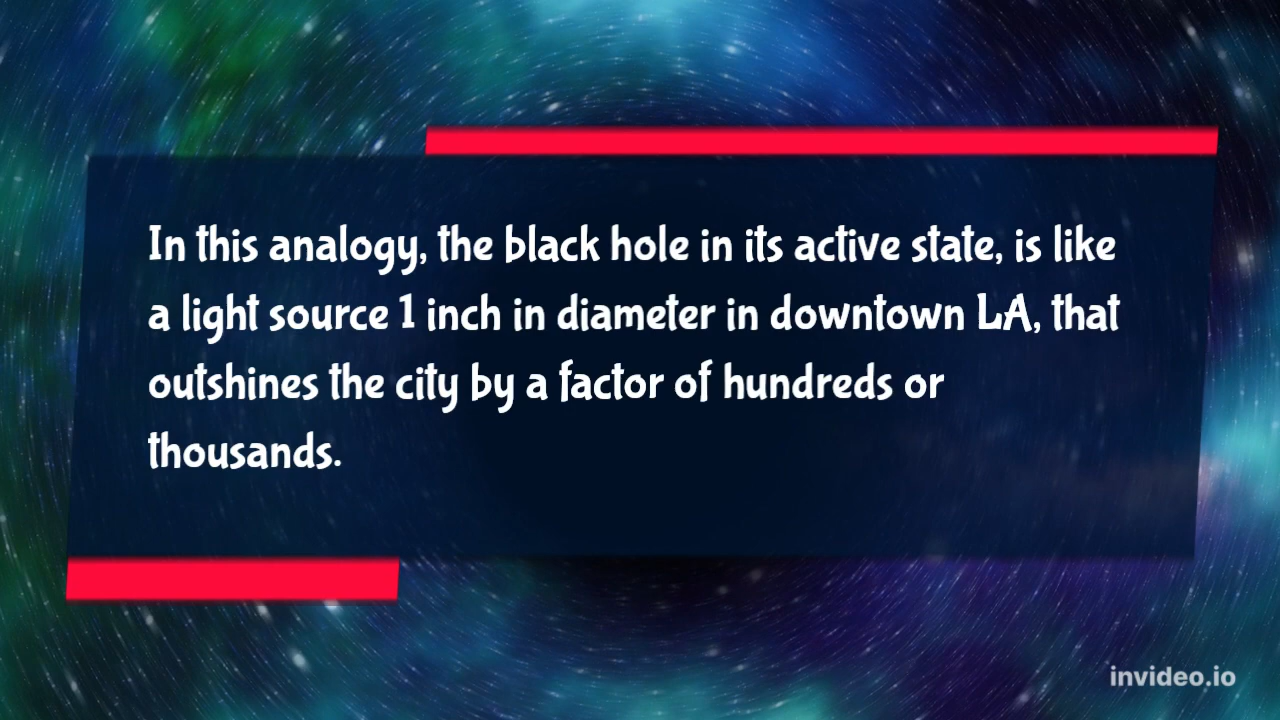 In this analogy, the black hole in its active state, is like
a light source 1 inch in diameter in downtown LA, that
outshines the city by a factor of hundreds or
thousands.
invideo.io